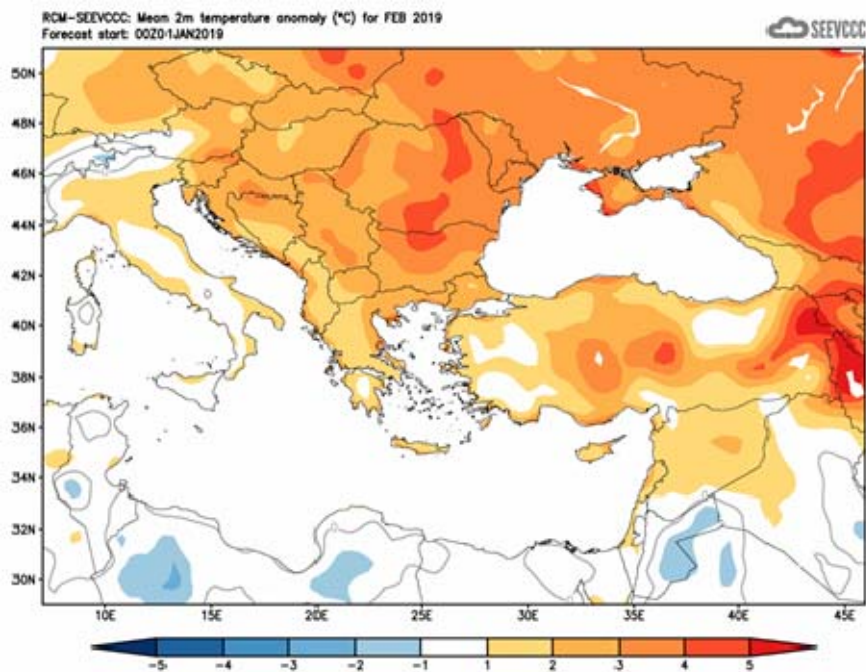 RCM-SEEVCCC: Mean 2m temperature anomaly (°C) for FEB 2019
Forecast start: 00Z01JAN2019
SEEVCCC
50N
48N
46N
44N
42N
40N
38N
36N
34N
32N
30N
10E 15E 20E 25E 30E 35E 40E 45E
-5 -4 -3 -2 -1 1 2 3 4 5